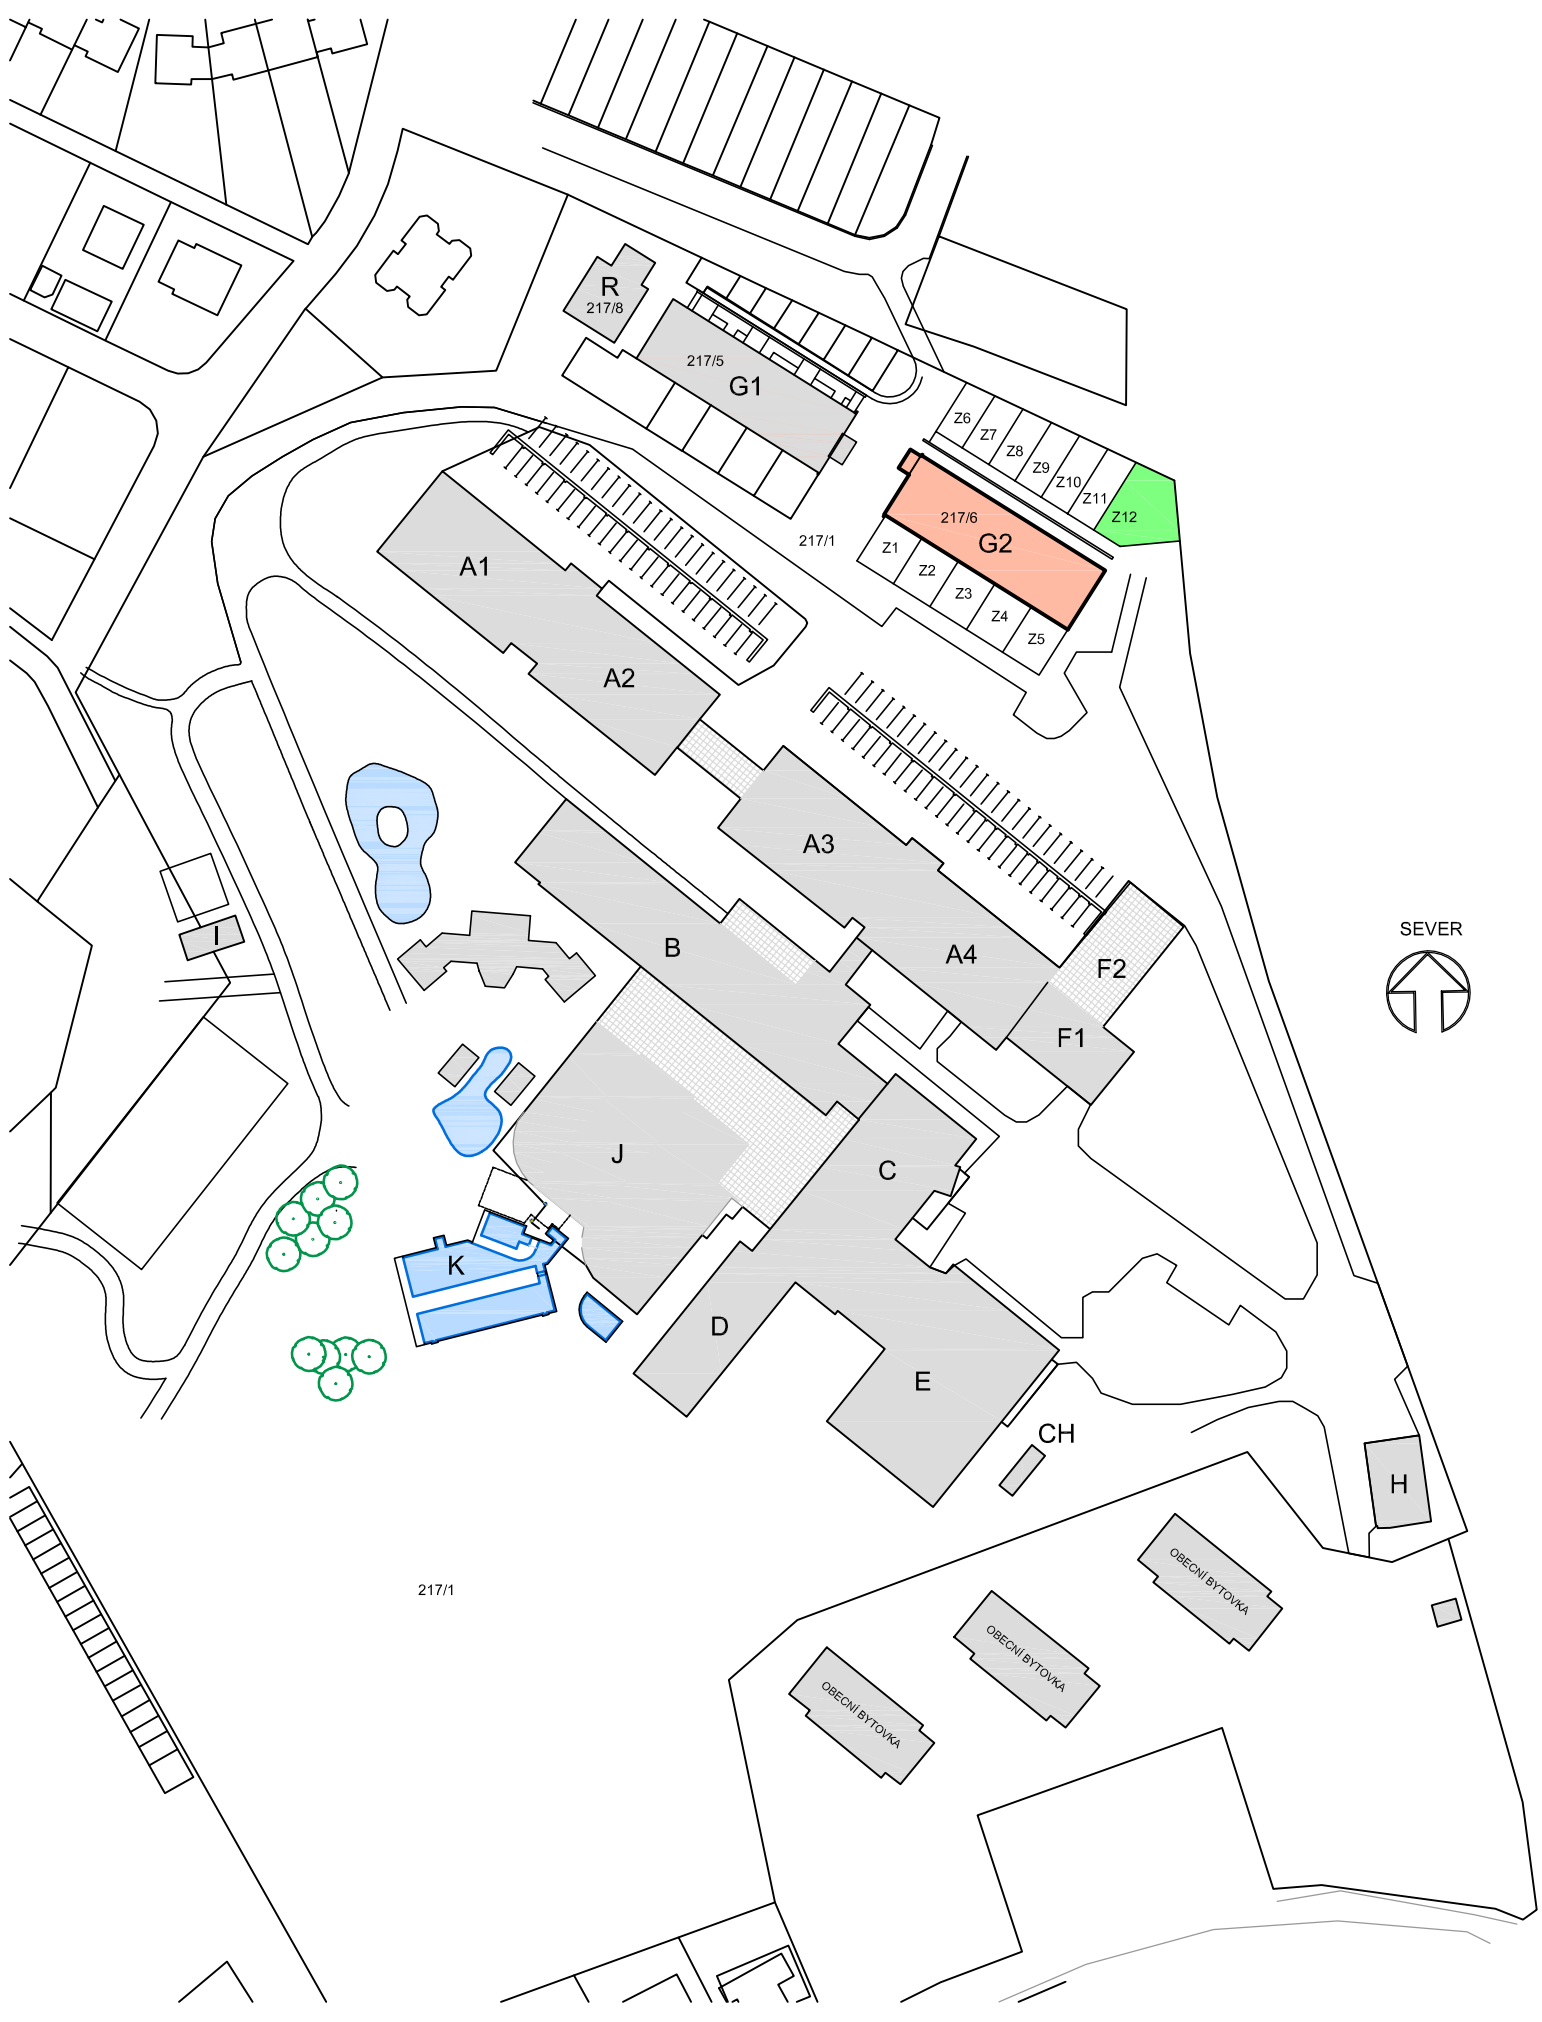 R
217/8
217/5
G1
Z6
Z7
Z8
Z9
Z10
Z11
Z12
217/6
G2
217/1
Z1
Z2
Z3
Z4
Z5
A1
A2
A3
A4
B
F2
F1
SEVER
I
J
C
K
D
E
CH
H
217/1
OBECNÍ BYTOVKA
OBECNÍ BYTOVKA
OBECNÍ BYTOVKA